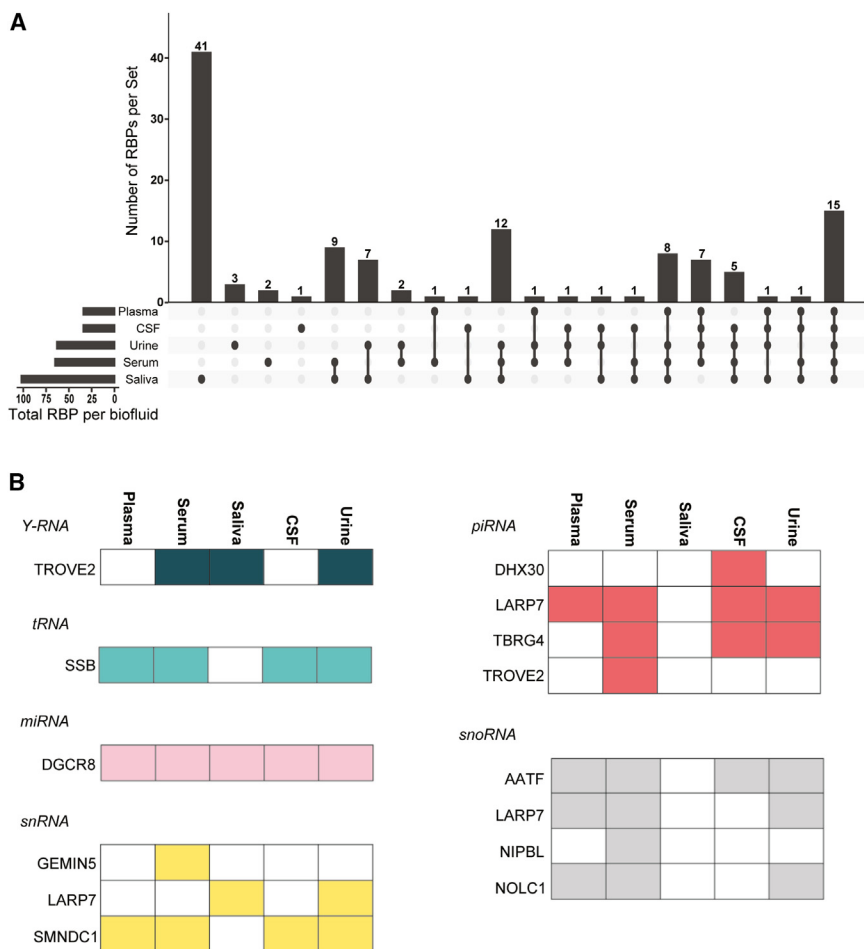 A
Number of RBPs per Set
40
30
20
10
0
41 3 2 1 9 7 2 1 1 12 1 1 1 1 8 7 5 1 1 15
Plasma
CSF
Urine
Serum
Saliva
100 75 50 25 0
Total RBP per biofluid
B
Plasma Serum Saliva CSF Urine
Y-RNA
TROVE2
tRNA
SSB
miRNA
DGCR8
snRNA
GEMIN5
LARP7
SMNDC1
Plasma Serum Saliva CSF Urine
piRNA
DHX30
LARP7
TBRG4
TROVE2
snoRNA
AATF
LARP7
NIPBL
NOLC1